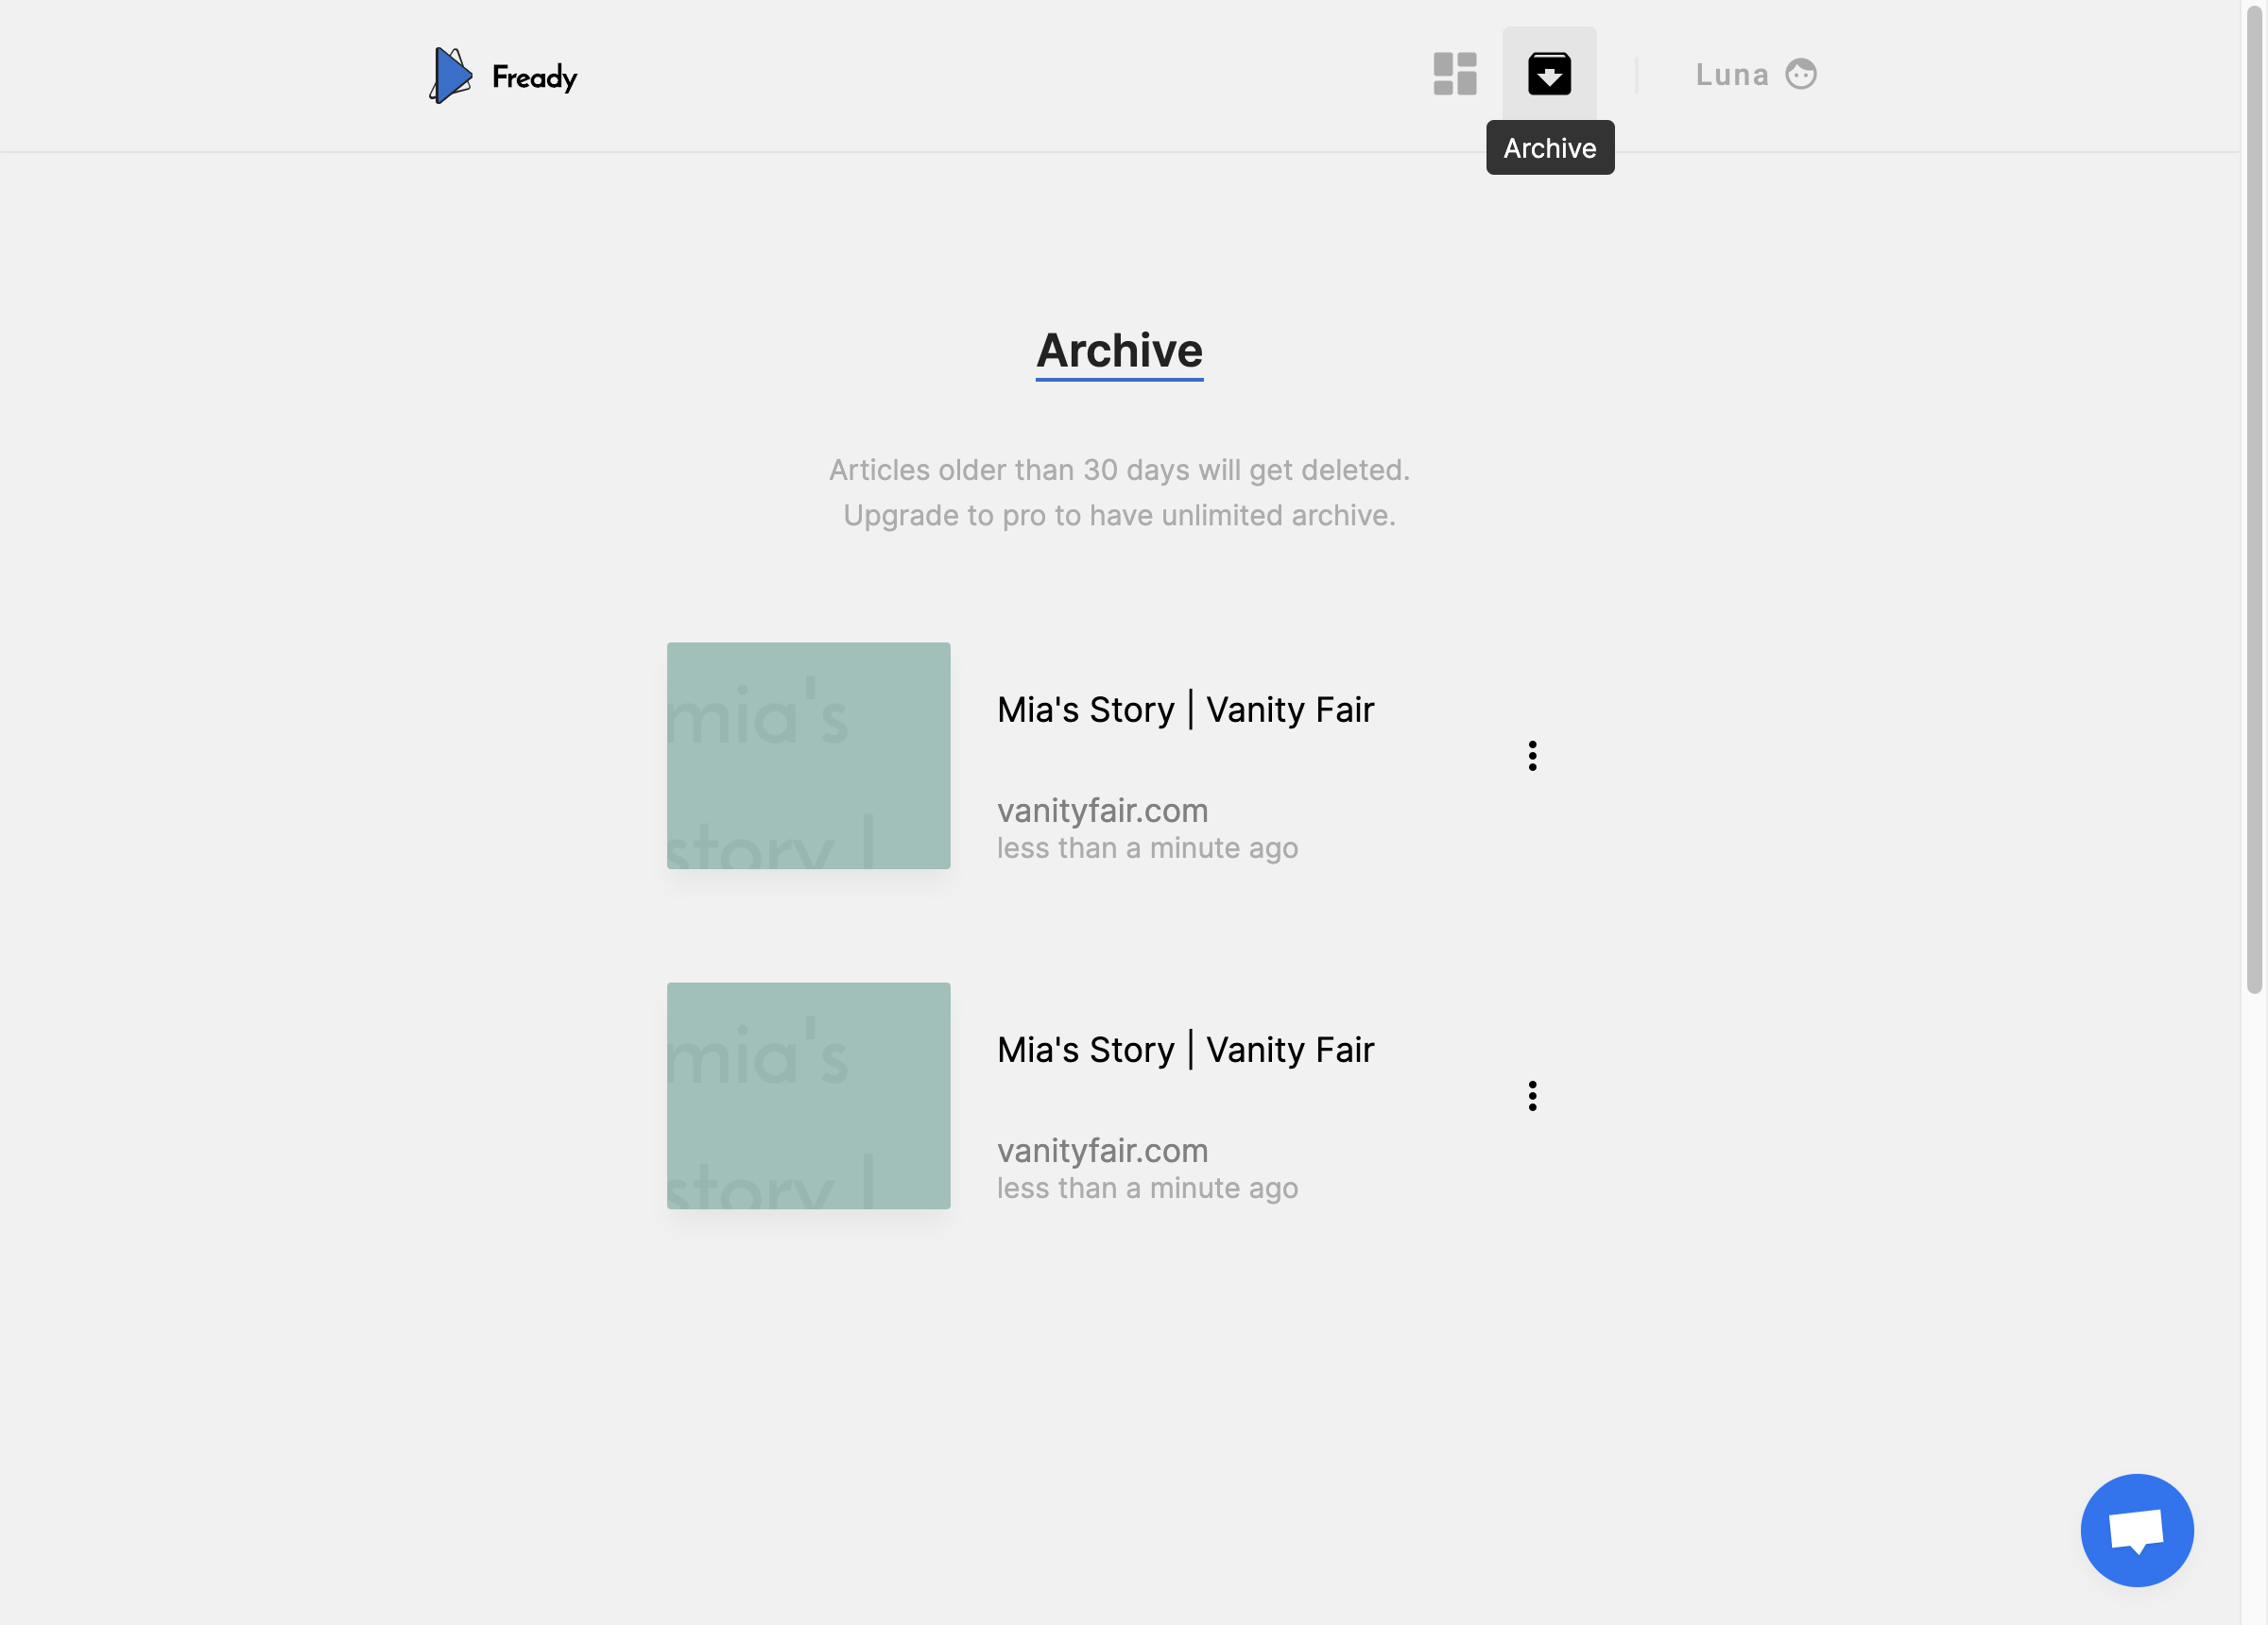 Fready
Luna
Archive
Archive
Articles older than 30 days will get deleted.
Upgrade to pro to have unlimited archive.
mia's
story |
Mia's Story | Vanity Fair
vanityfair.com
less than a minute ago
mia's
story |
Mia's Story | Vanity Fair
vanityfair.com
less than a minute ago